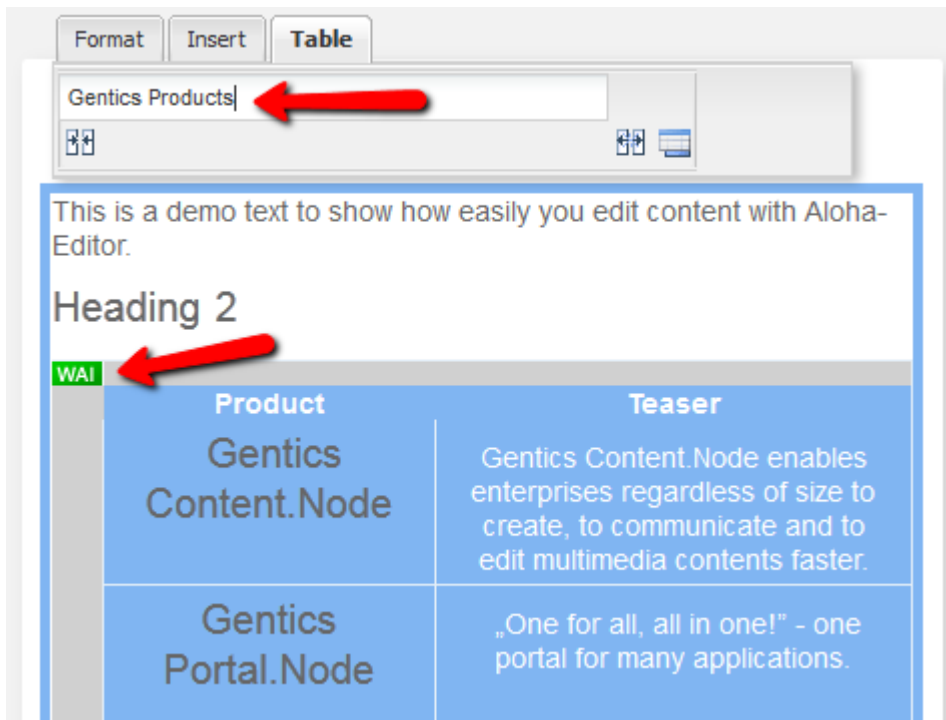 Format Insert Table
Gentics Products
This is a demo text to show how easily you edit content with Aloha-
Editor.
Heading 2
WAI
Product Teaser
Gentics
Content.Node
Gentics Content.Node enables
enterprises regardless of size to
create, to communicate and to
edit multimedia contents faster.
Gentics
Portal.Node
„One for all, all in one!” - one
portal for many applications.